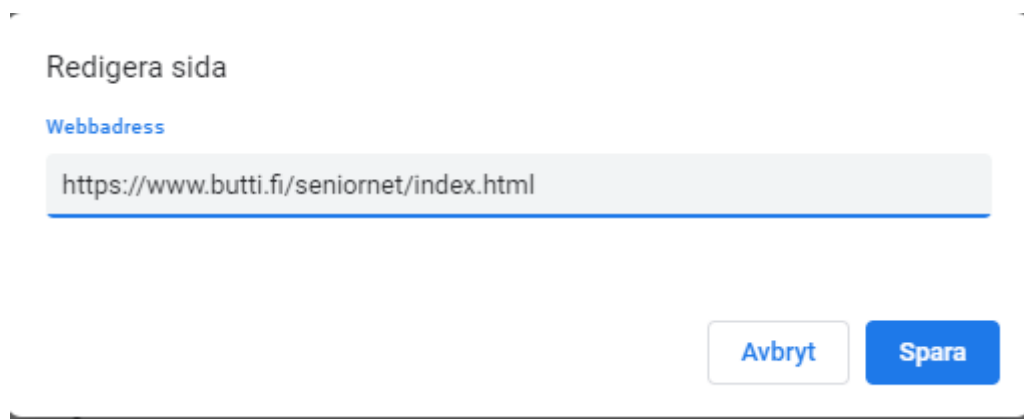 Redigera sida
Webbadress
https://www.butti.fi/seniornet/index.html
Avbryt
Spara